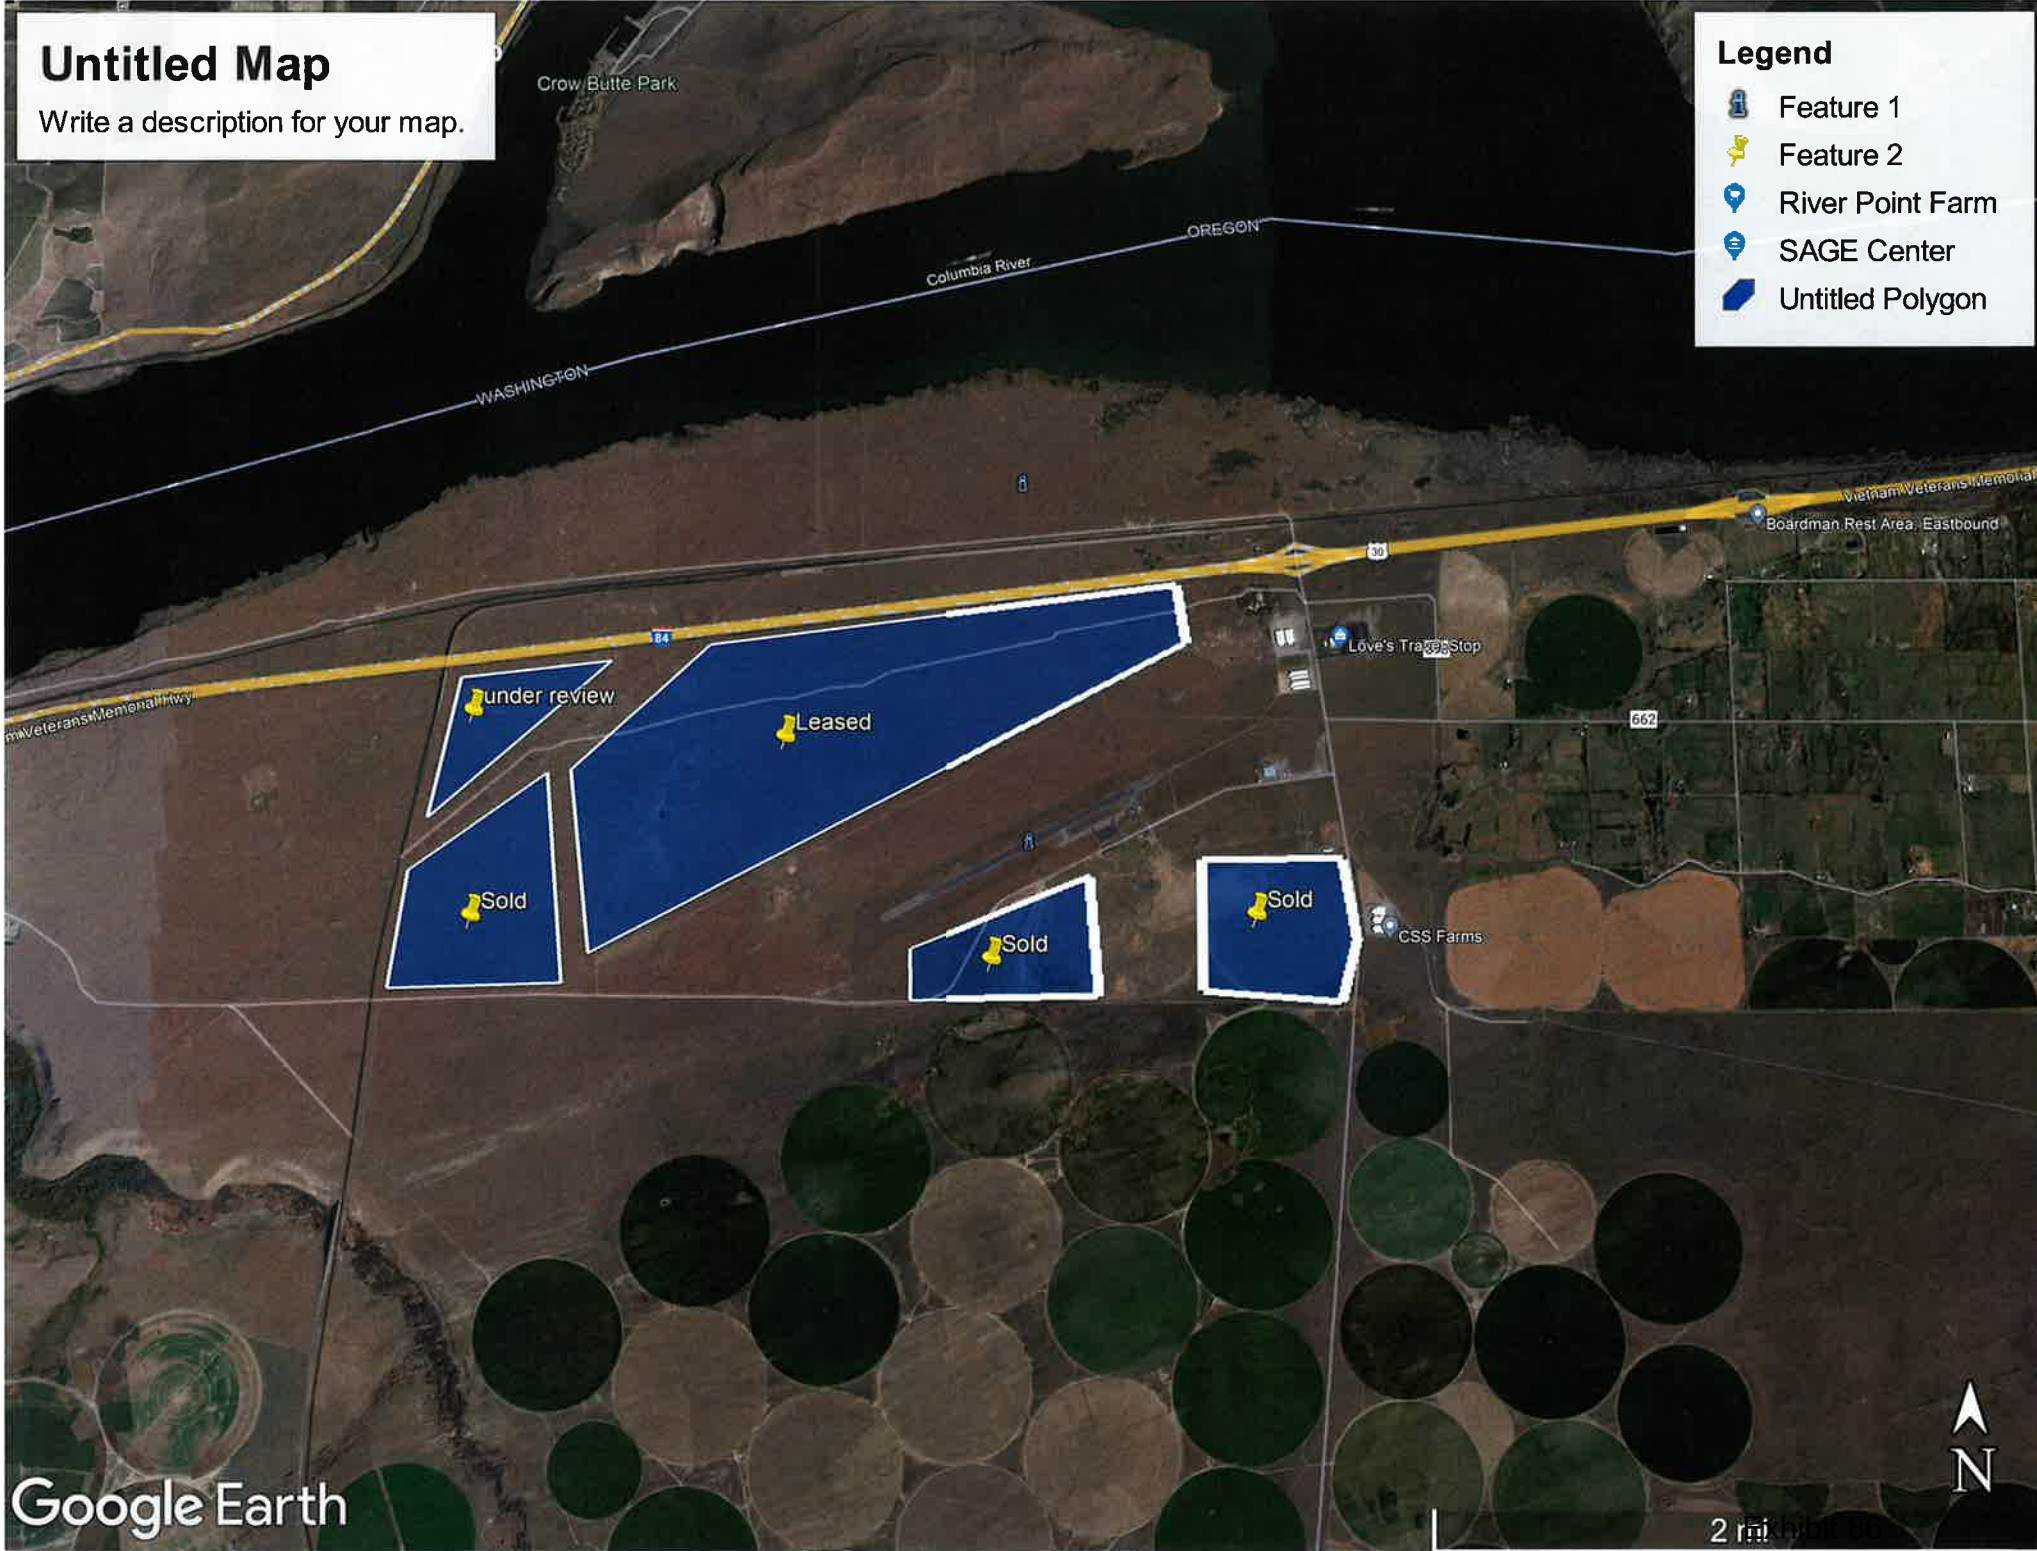 Untitled Map
Write a description for your map.
Legend
Feature 1
Feature 2
River Point Farm
SAGE Center
Untitled Polygon
Crow Butte Park
OREGON
Columbia River
WASHINGTON
Vietnam Veterans Memorial
Boardman Rest Area, Eastbound
30
84
Love's Travel Stop
under review
m Veterans Memorial Hwy
Leased
662
Sold
Sold
Sold
CSS Farms
N
Google Earth
2 mi
Exhibit 86